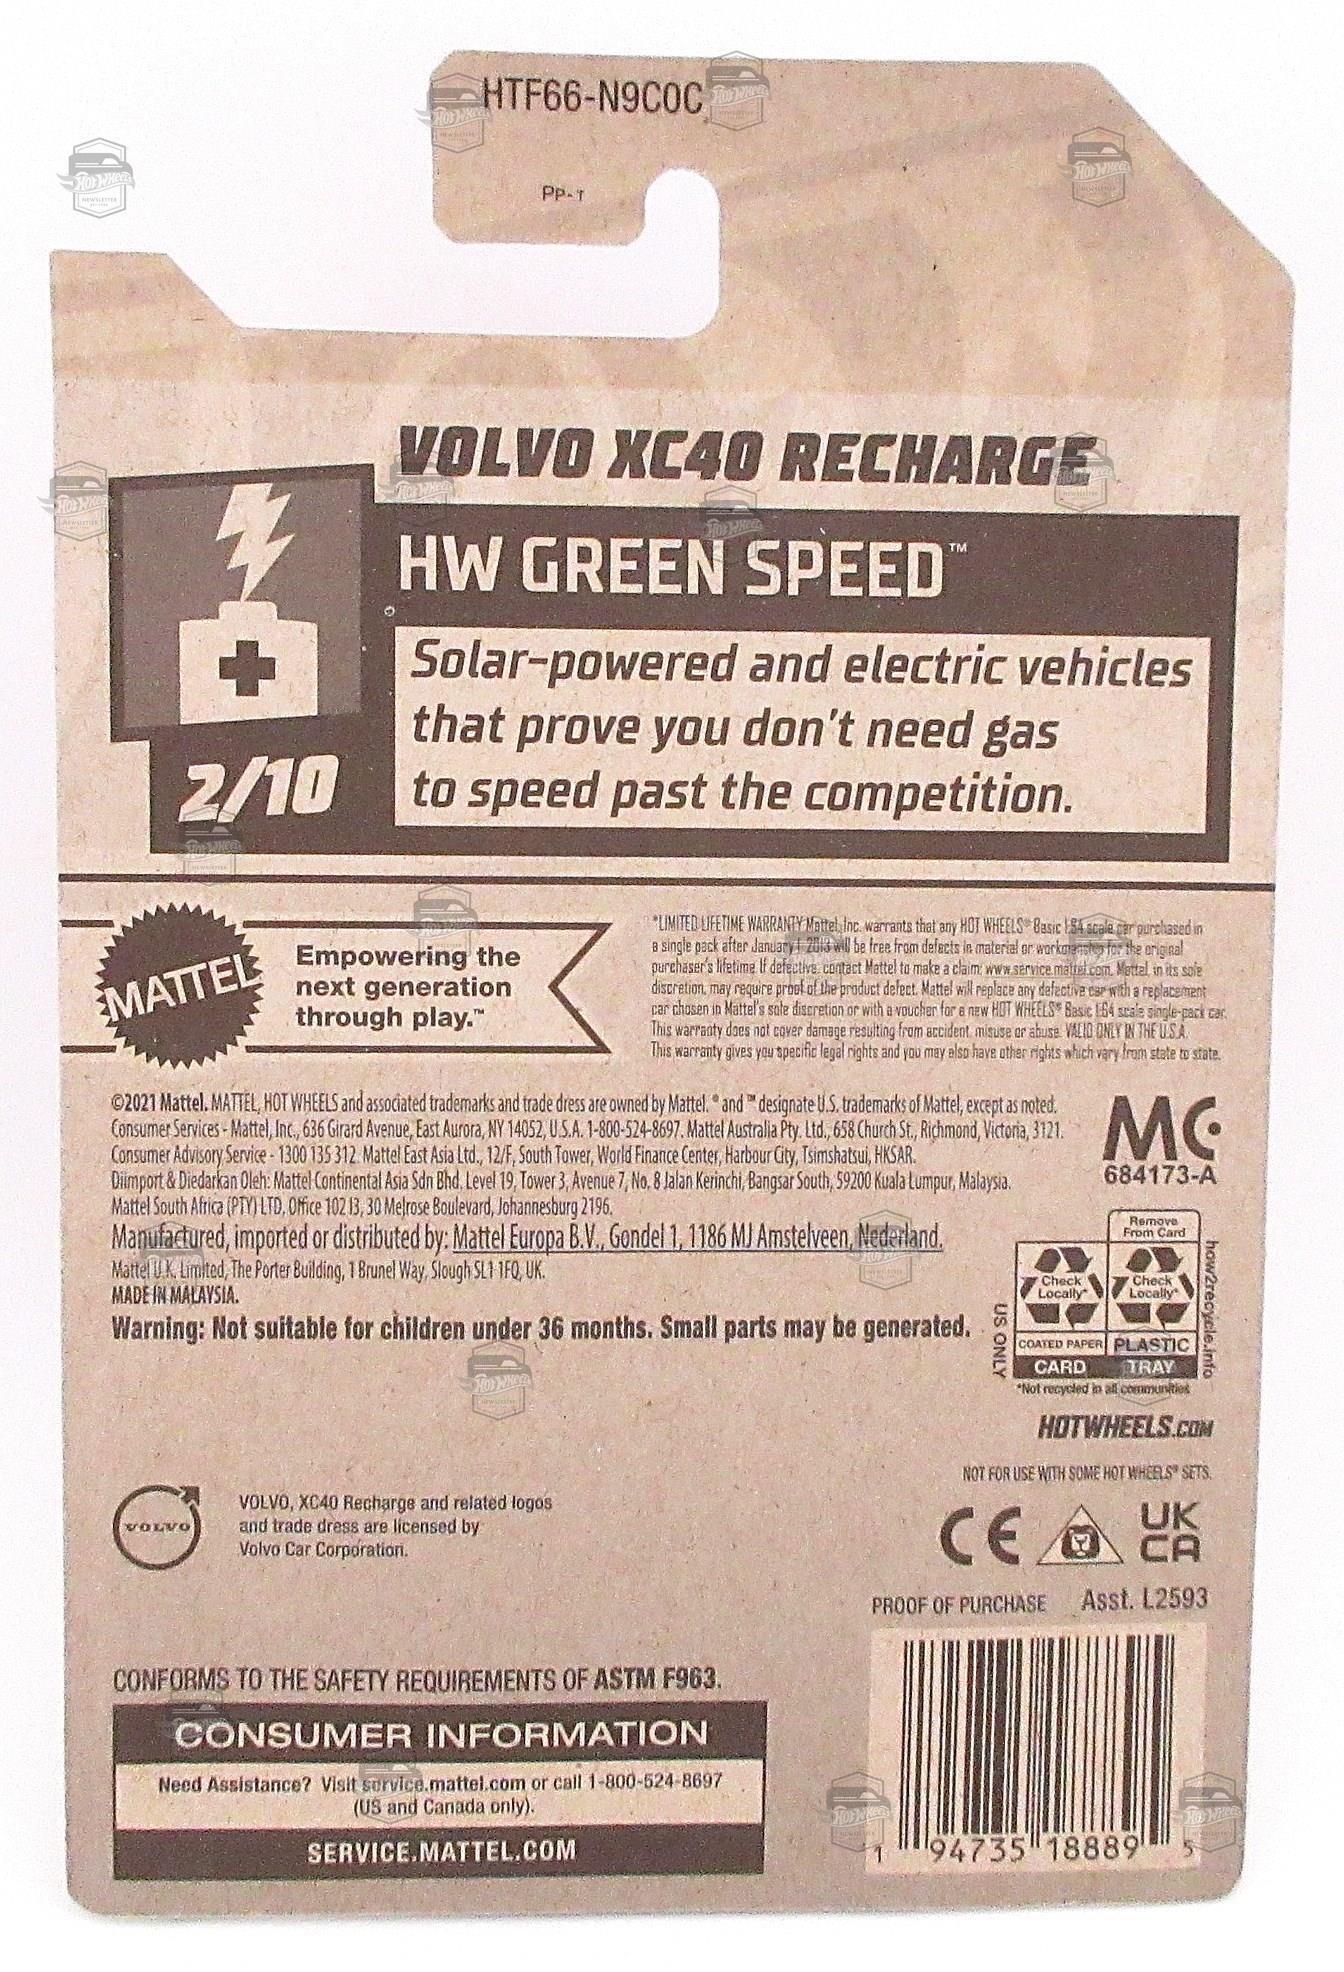 HTF66-N9C0C
PP-T
VOLVO XC40 RECHARGE
HW GREEN SPEED™
Solar-powered and electric vehicles
that prove you don't need gas
to speed past the competition.
2/10
MATTEL
Empowering the
next generation
through play.™
*LIMITED LIFETIME WARRANTY Mattel, Inc. warrants that any HOT WHEELS® Basic 1:64 scale car purchased in
a single pack after January 1, 2013 will be free from defects in material or workmanship for the original
purchaser's lifetime. If defective, contact Mattel to make a claim: www.service.mattel.com. Mattel, in its sole
discretion, may require proof of the product defect. Mattel will replace any defective car with a replacement
car chosen in Mattel's sole discretion or with a voucher for a new HOT WHEELS® Basic 1:64 scale single-pack car.
This warranty does not cover damage resulting from accident, misuse or abuse. VALID ONLY IN THE U.S.A.
This warranty gives you specific legal rights and you may also have other rights which vary from state to state.
©2021 Mattel. MATTEL, HOT WHEELS and associated trademarks and trade dress are owned by Mattel. ® and ™ designate U.S. trademarks of Mattel, except as noted.
Consumer Services - Mattel, Inc., 636 Girard Avenue, East Aurora, NY 14052, U.S.A. 1-800-524-8697. Mattel Australia Pty. Ltd., 658 Church St., Richmond, Victoria, 3121.
Consumer Advisory Service - 1300 135 312. Mattel East Asia Ltd., 12/F, South Tower, World Finance Center, Harbour City, Tsimshatsui, HKSAR.
Diimport & Diedarkan Oleh: Mattel Continental Asia Sdn Bhd. Level 19, Tower 3, Avenue 7, No. 8 Jalan Kerinchi, Bangsar South, 59200 Kuala Lumpur, Malaysia.
Mattel South Africa (PTY) LTD, Office 102 I3, 30 Melrose Boulevard, Johannesburg 2196.
Manufactured, imported or distributed by: Mattel Europa B.V., Gondel 1, 1186 MJ Amstelveen, Nederland.
Mattel U.K. Limited, The Porter Building, 1 Brunel Way, Slough SL1 1FQ, UK.
MADE IN MALAYSIA.
Warning: Not suitable for children under 36 months. Small parts may be generated.
MC
684173-A
Remove
From Card
Check
Locally*
Check
Locally*
COATED PAPER
PLASTIC
CARD
TRAY
US ONLY
how2recycle.info
*Not recycled in all communities
HOTWHEELS.COM
NOT FOR USE WITH SOME HOT WHEELS® SETS.
CE
UK
CA
VOLVO
VOLVO, XC40 Recharge and related logos
and trade dress are licensed by
Volvo Car Corporation.
PROOF OF PURCHASE Asst. L2593
CONFORMS TO THE SAFETY REQUIREMENTS OF ASTM F963.
CONSUMER INFORMATION
Need Assistance? Visit service.mattel.com or call 1-800-524-8697
(US and Canada only).
SERVICE.MATTEL.COM
1 94735 18889 5